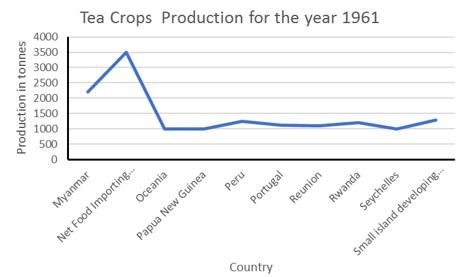 Tea Crops Production for the year 1961
Production in tonnes
4000
3500
3000
2500
2000
1500
1000
500
0
Myanmar
Net Food Importing...
Oceania
Papua New Guinea
Peru
Portugal
Reunion
Rwanda
Seychelles
Small island developing...
Country